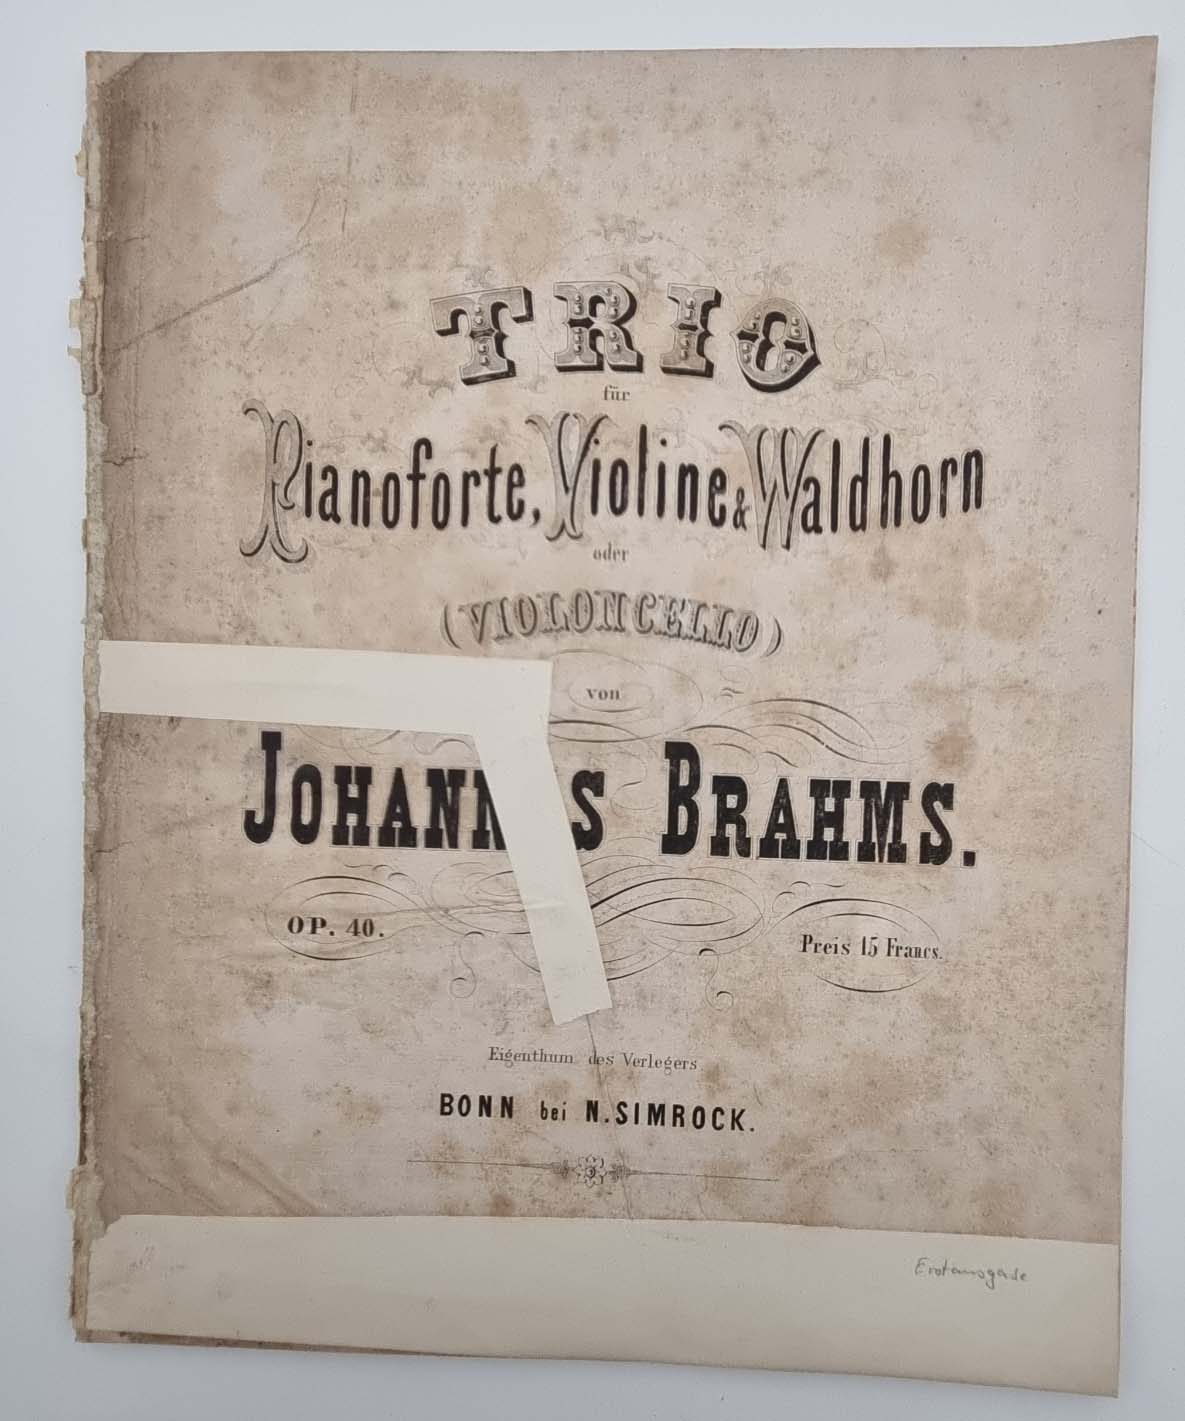 TRIO
für
Pianoforte, Violine & Waldhorn
oder
(VIOLONCELLO)
von
JOHANN S BRAHMS.
OP. 40.
Preis 15 Francs.
Eigenthum des Verlegers
BONN bei N. SIMROCK.
Erstausgabe